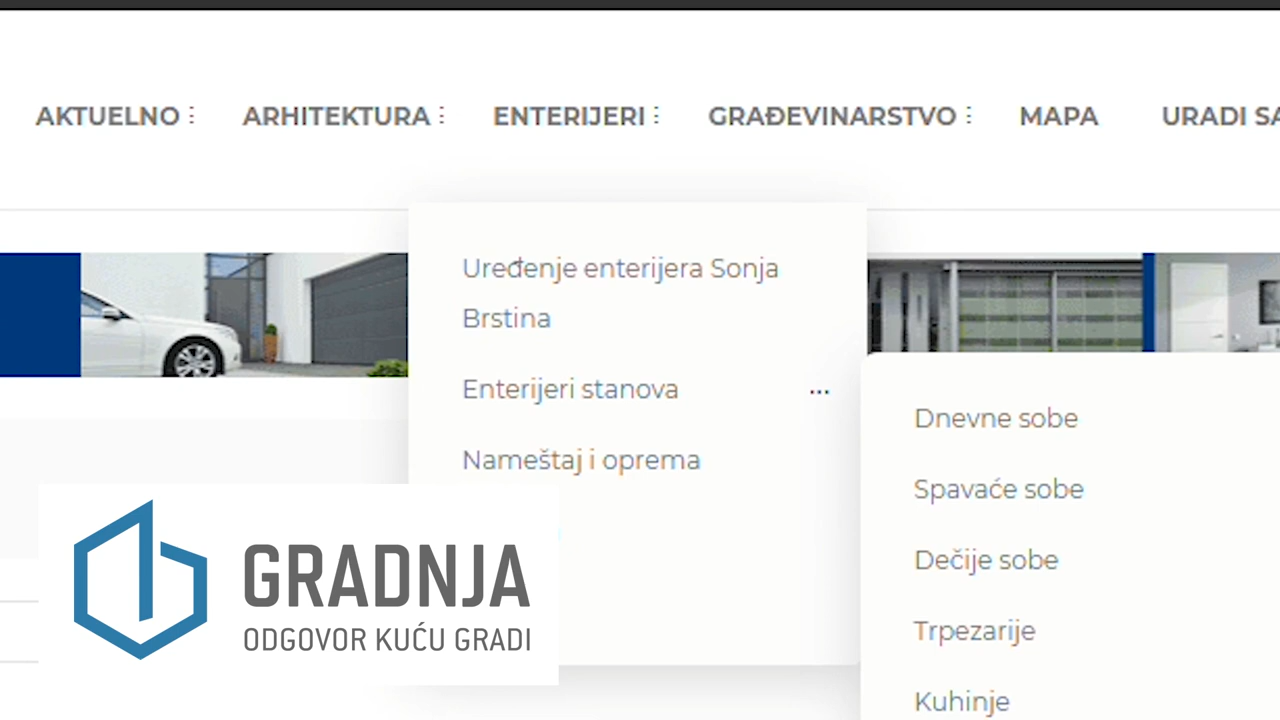 AKTUELNO ARHITEKTURA ENTERIJERI GRAĐEVINARSTVO MAPA URADI SA
Uređenje enterijera Sonja
Brstina
Enterijeri stanova ...
Nameštaj i oprema
Dnevne sobe
Spavaće sobe
Dečije sobe
Trpezarije
Kuhinje
GRADNJA
ODGOVOR KUĆU GRADI